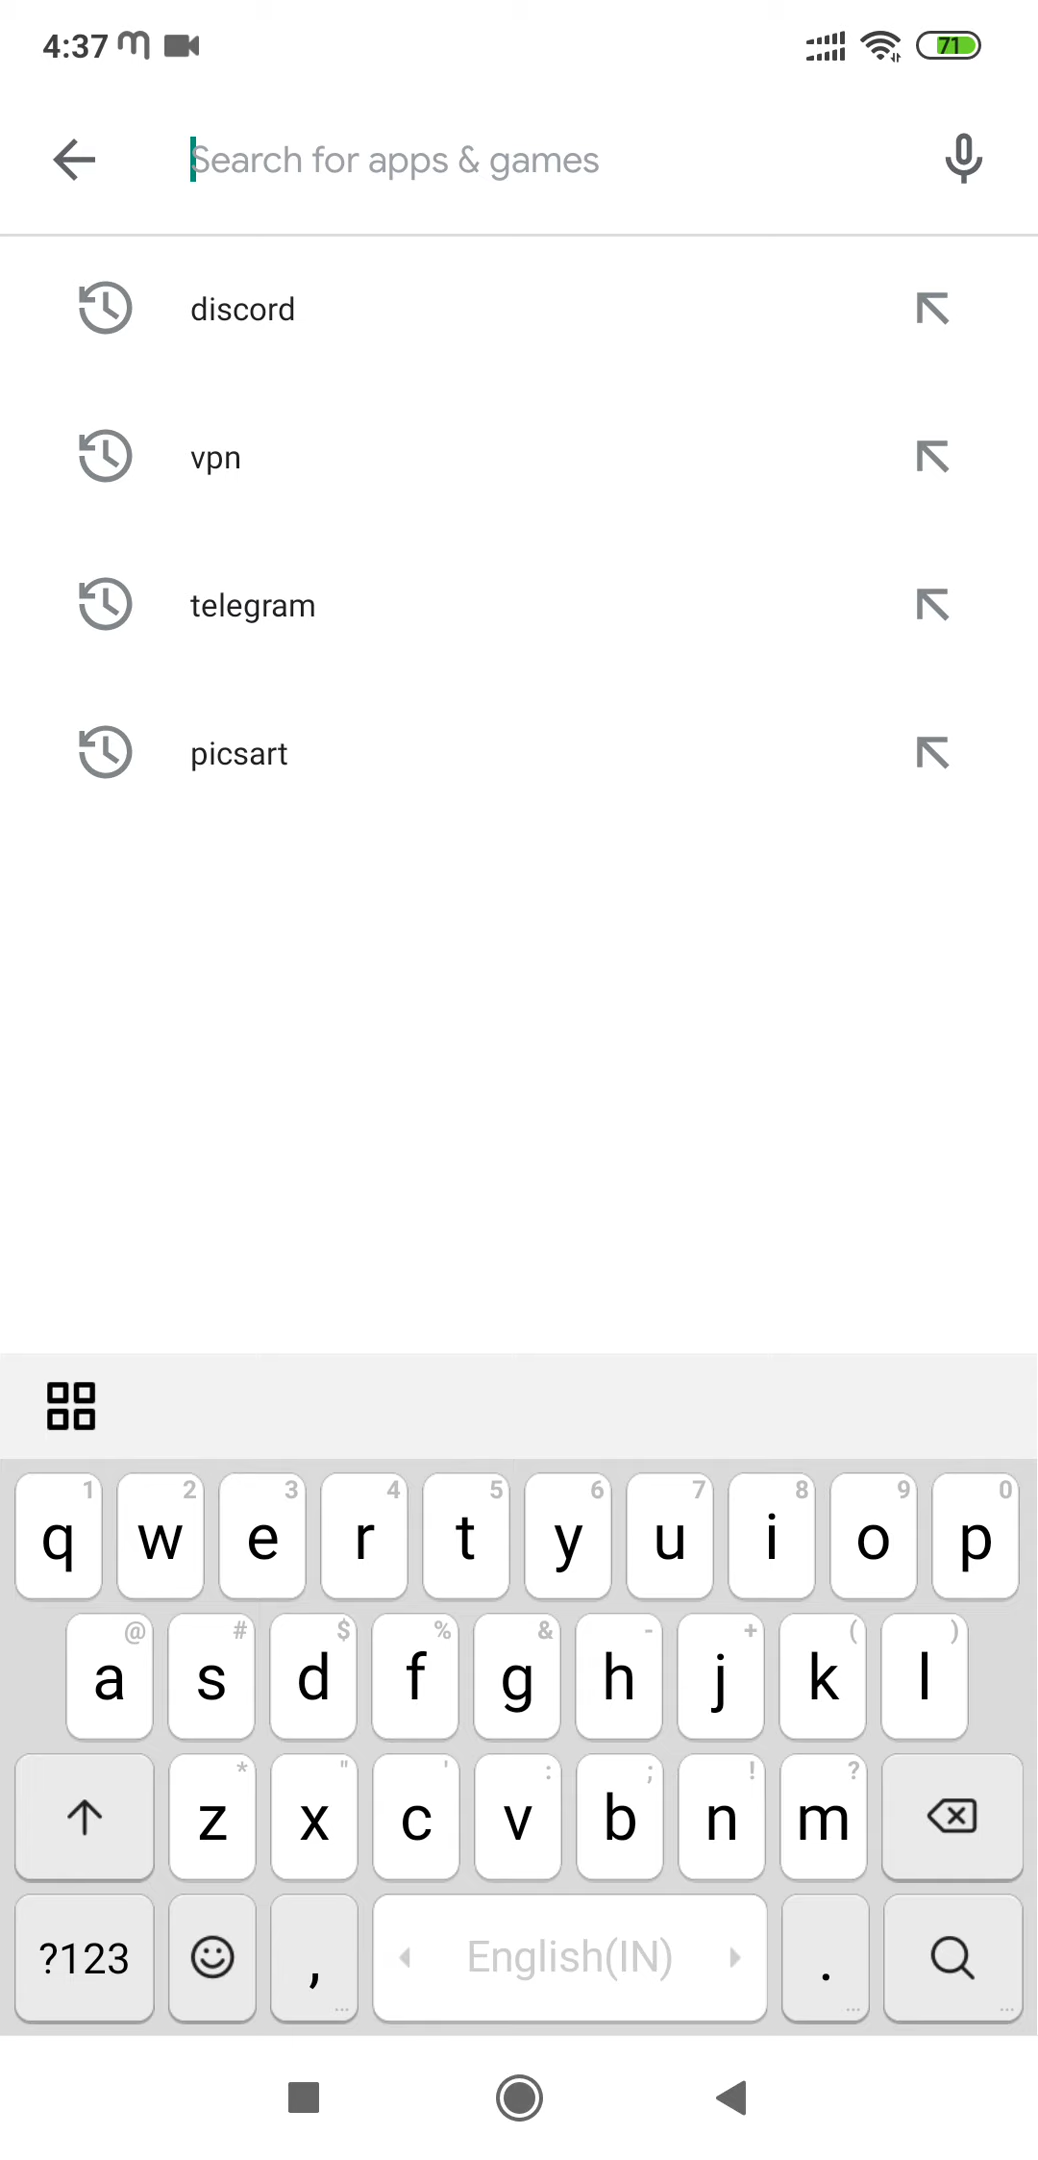 4:37 m 71
Search for apps & games
discord
vpn
telegram
picsart
1 2 3 4 5 6 7 8 9 0
q w e r t y u i o p
@ # $ % & - + ( )
a s d f g h j k l
* " ' : ; ! ?
z x c v b n m
?123 , English(IN) .